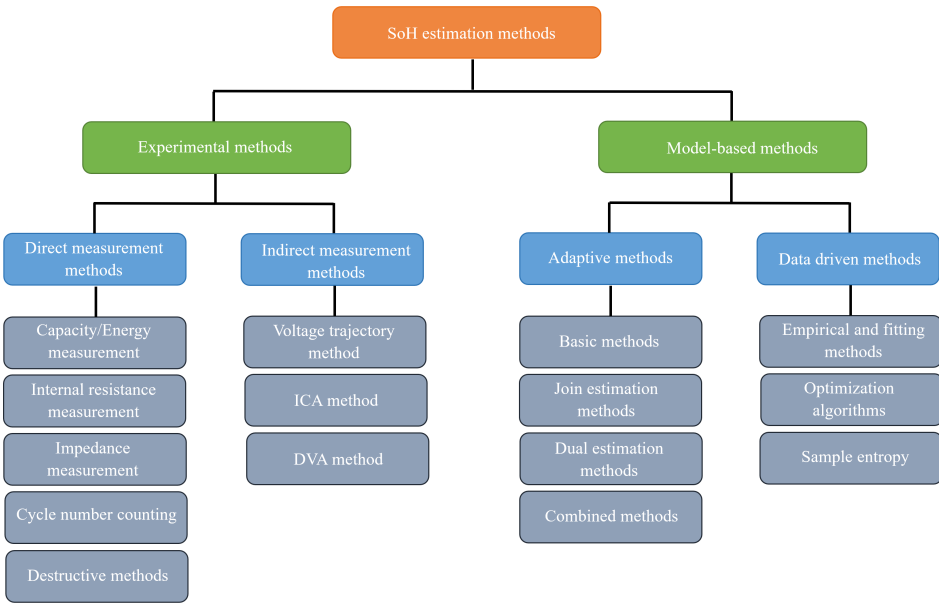 SoH estimation methods
Experimental methods
Model-based methods
Direct measurement
methods
Indirect measurement
methods
Adaptive methods
Data driven methods
Capacity/Energy
measurement
Internal resistance
measurement
Impedance
measurement
Cycle number counting
Destructive methods
Voltage trajectory
method
ICA method
DVA method
Basic methods
Join estimation
methods
Dual estimation
methods
Combined methods
Empirical and fitting
methods
Optimization
algorithms
Sample entropy